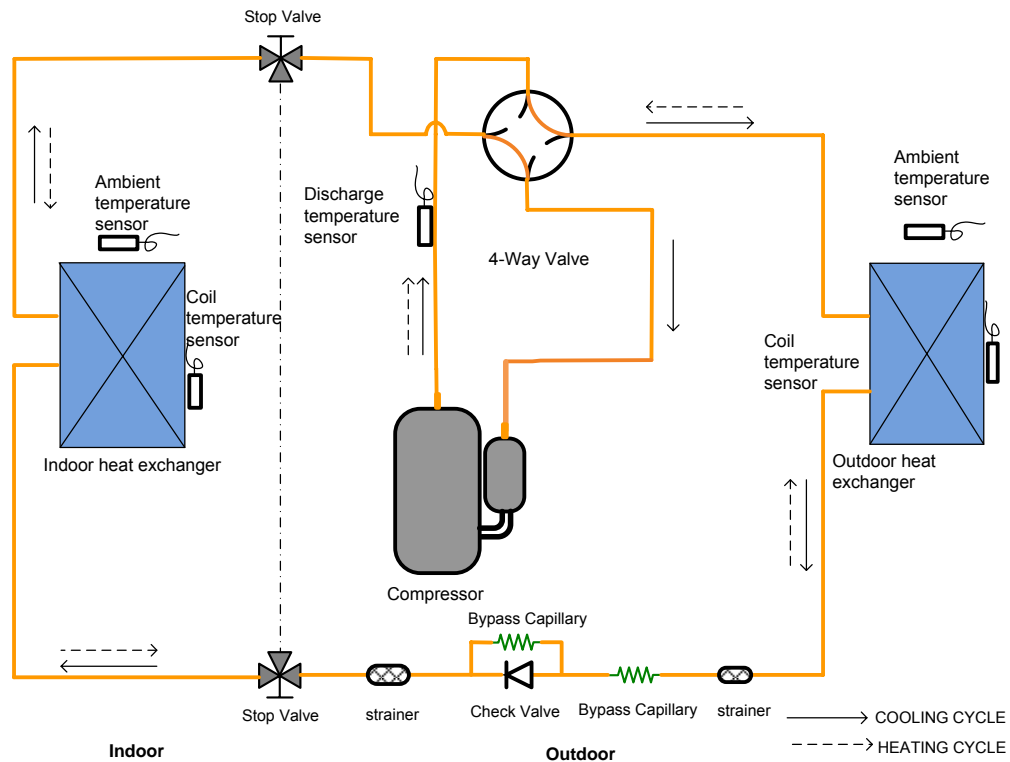 Stop Valve
Ambient
temperature
sensor
Discharge
temperature
sensor
4-Way Valve
Ambient
temperature
sensor
Coil
temperature
sensor
Coil
temperature
sensor
Indoor heat exchanger
Outdoor heat
exchanger
Compressor
Bypass Capillary
Stop Valve
strainer
Check Valve
Bypass Capillary
strainer
COOLING CYCLE
HEATING CYCLE
Indoor
Outdoor